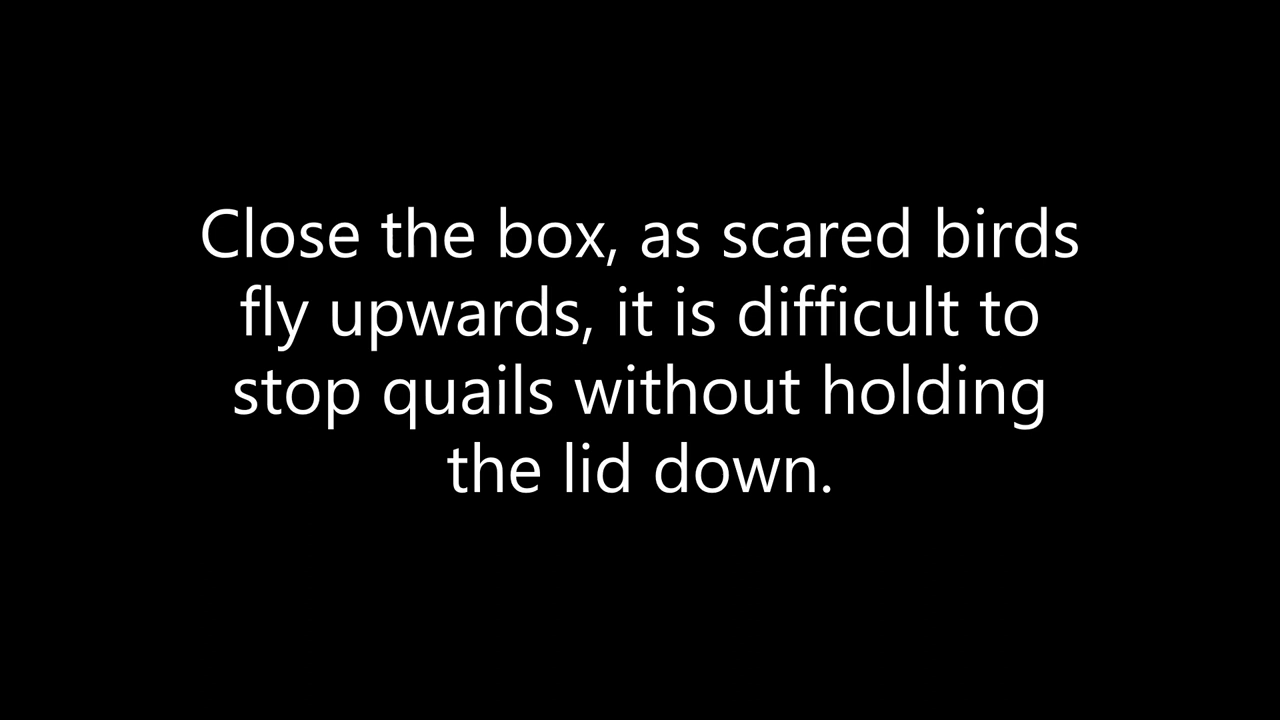 Close the box, as scared birds
fly upwards, it is difficult to
stop quails without holding
the lid down.